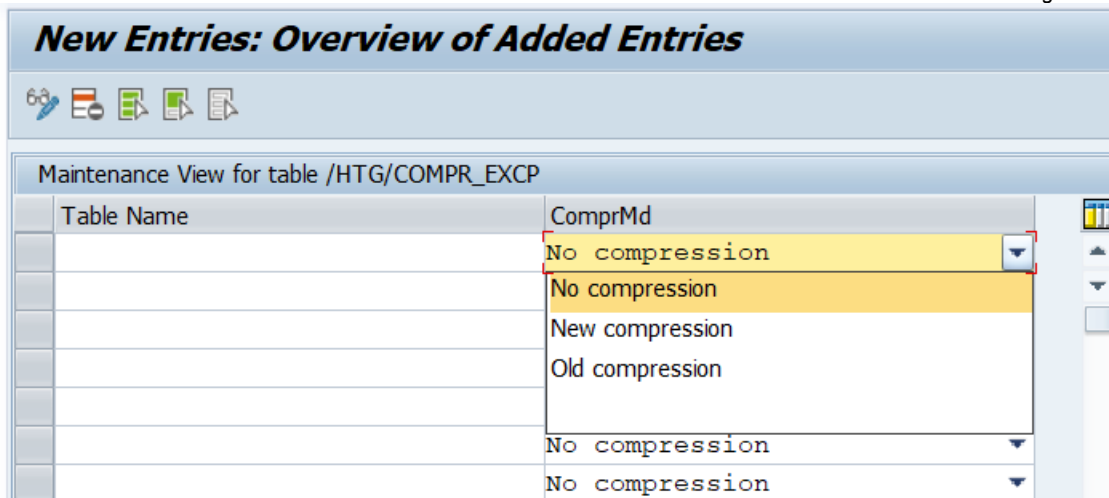 New Entries: Overview of Added Entries
Maintenance View for table /HTG/COMPR_EXCP
Table Name ComprMd
No compression
No compression
New compression
Old compression
No compression
No compression